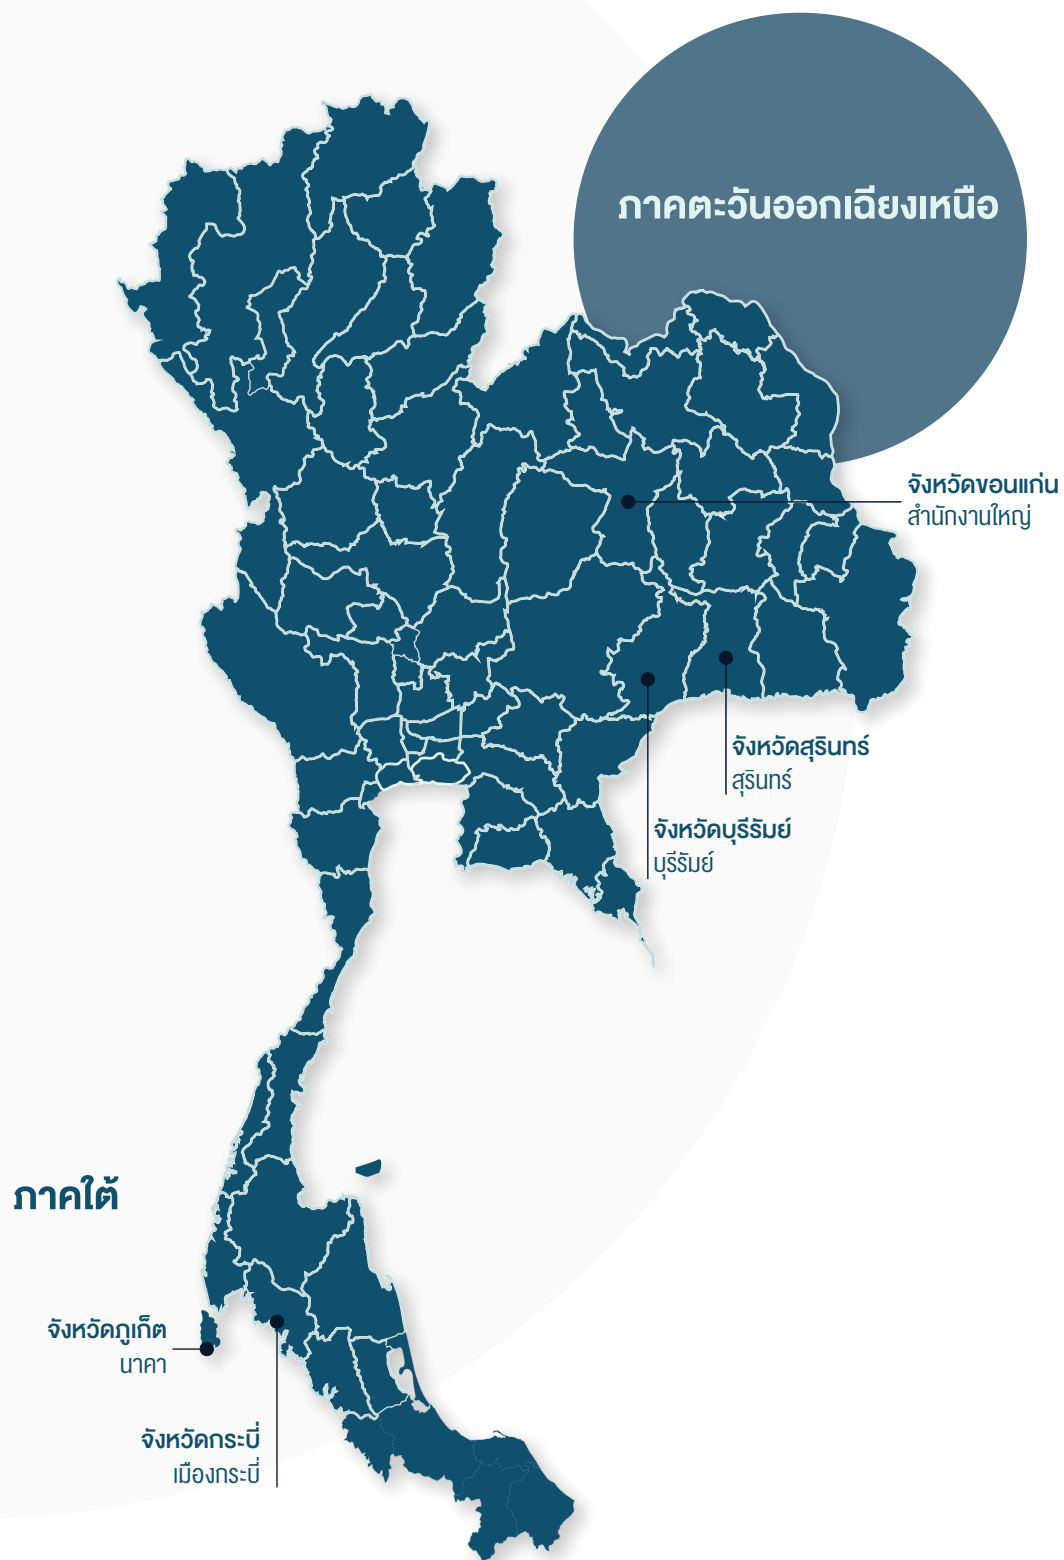 ภาคตะวันออกเฉียงเหนือ
จังหวัดขอนแก่น
สำนักงานใหญ่
จังหวัดสุรินทร์
สุรินทร์
จังหวัดบุรีรัมย์
บุรีรัมย์
ภาคใต้
จังหวัดภูเก็ต
นาคา
จังหวัดกระบี่
เมืองกระบี่